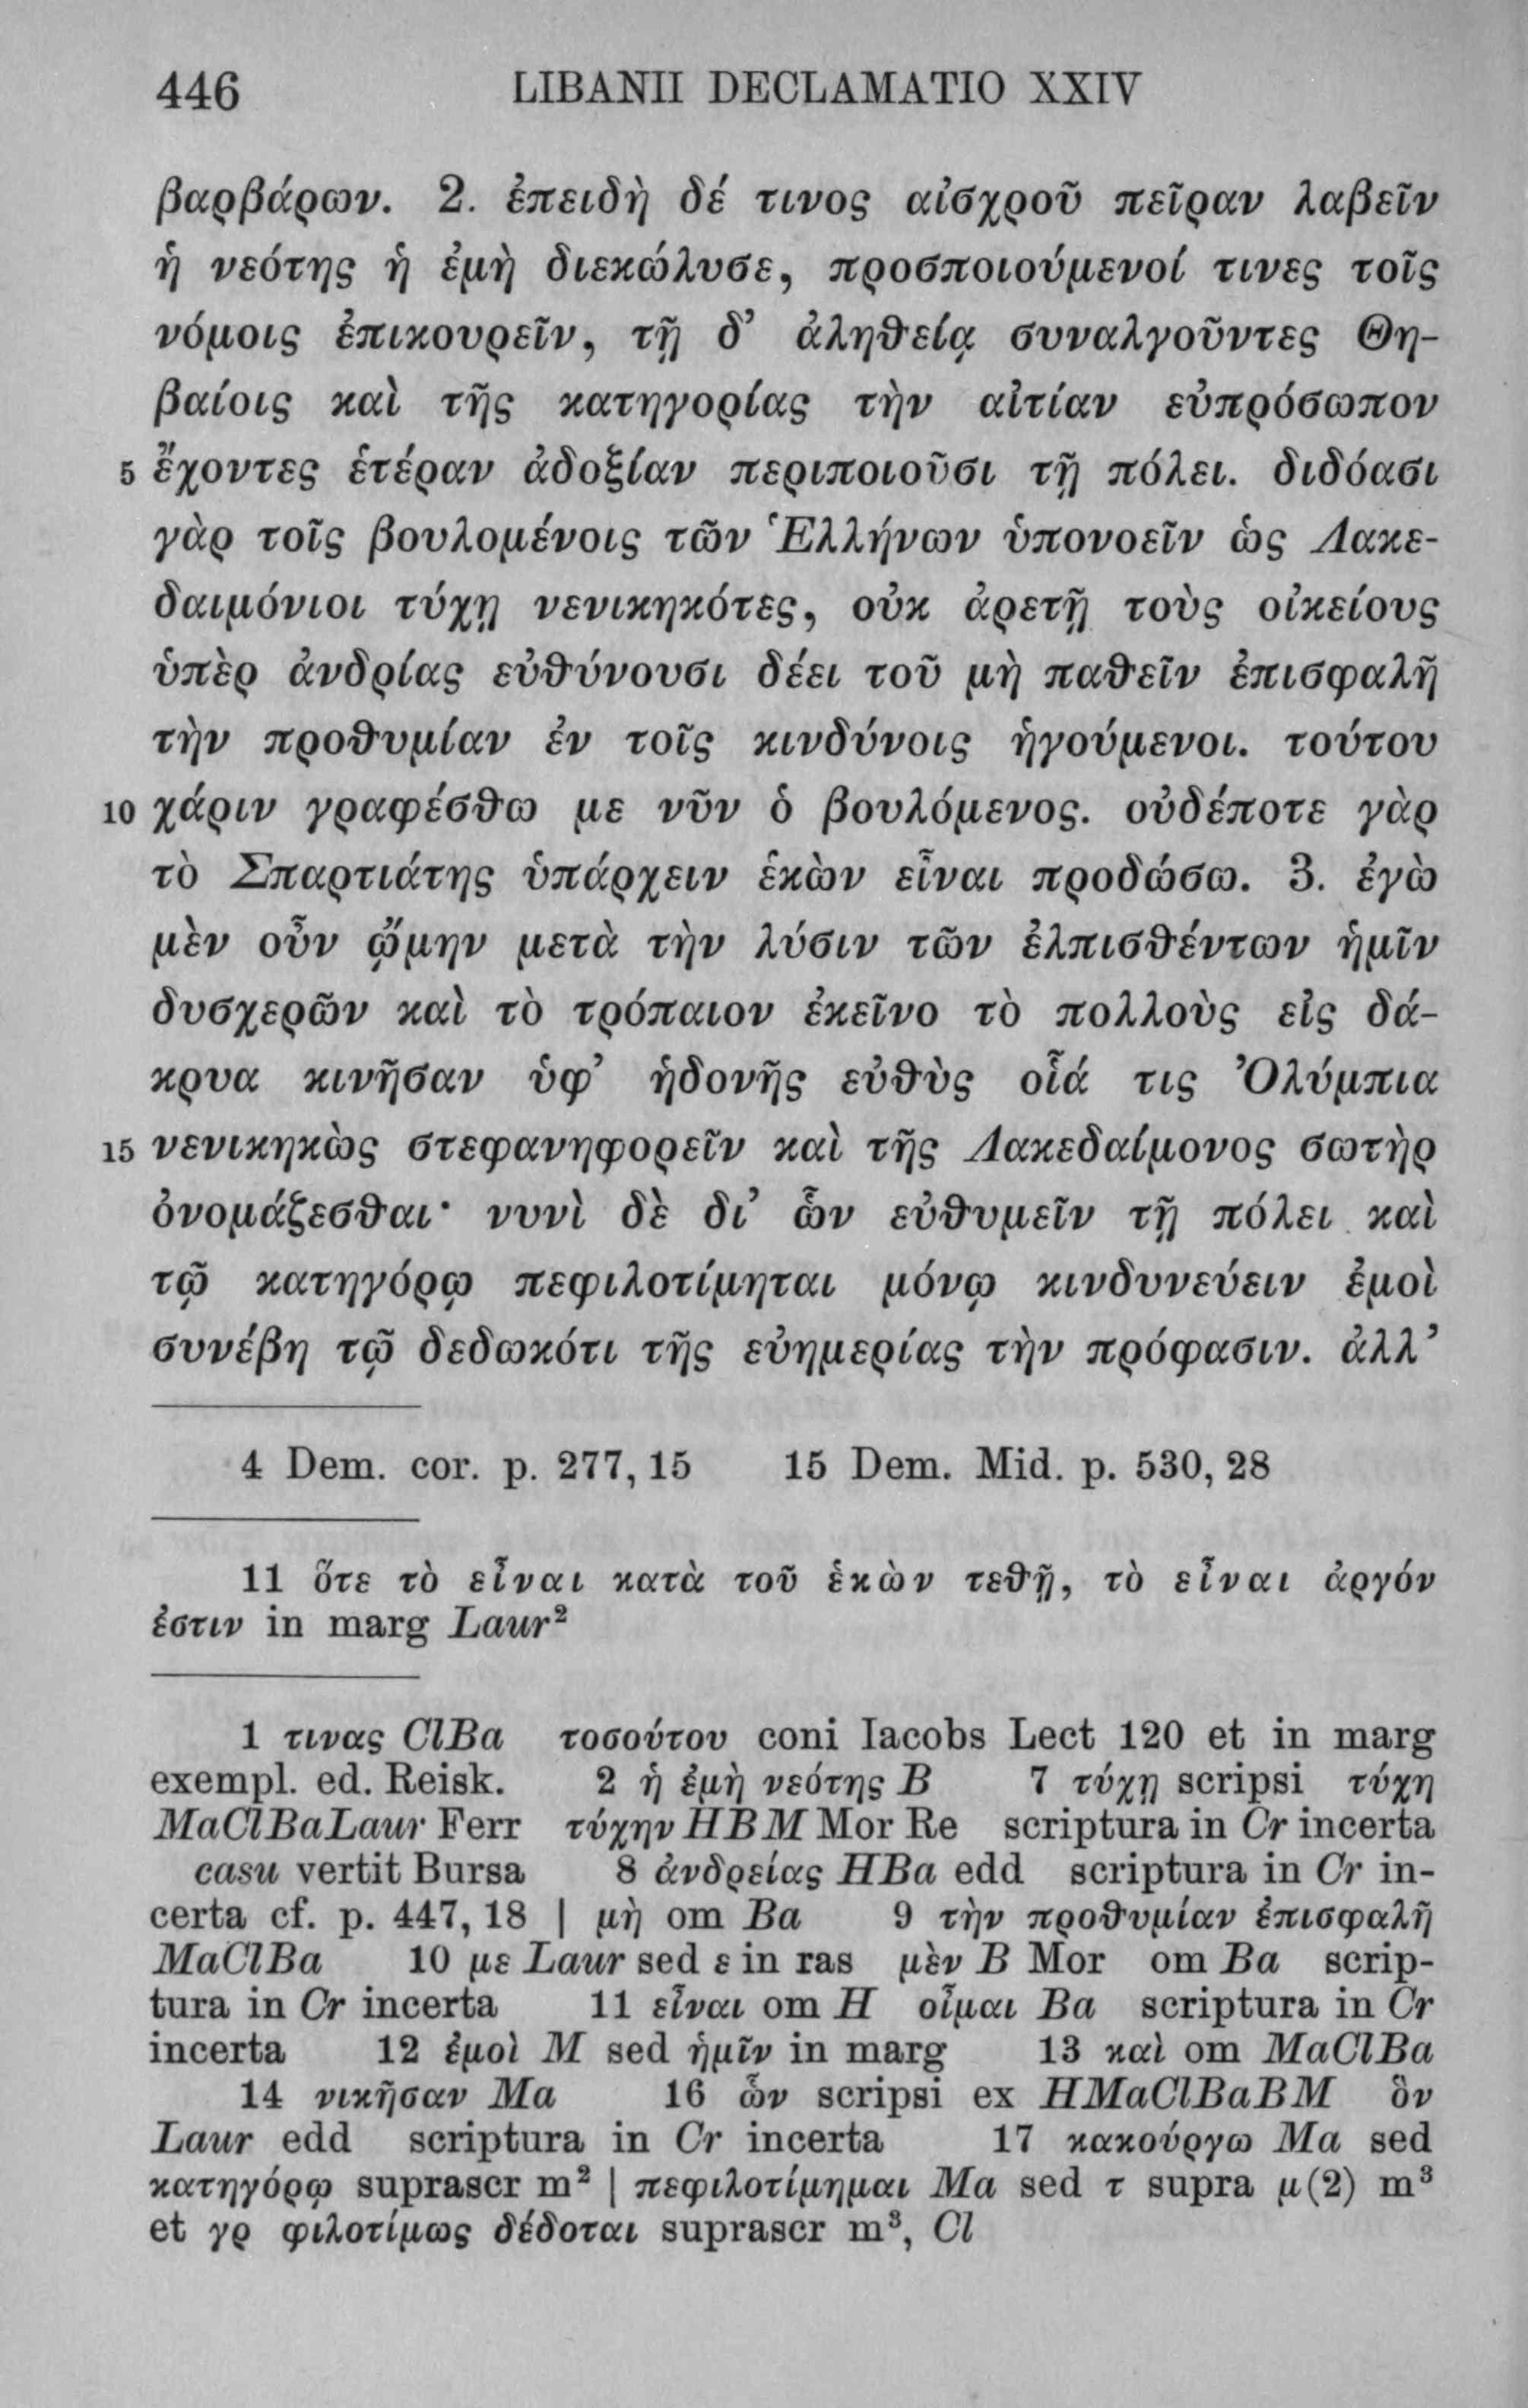 446 LIBANII DECLAMATIO XXIV
βαρβάρων. 2. ἐπειδὴ δέ τινος αἰσχροῦ πεῖραν λαβεῖν
ἡ νεότης ἡ ἐμὴ διεκώλυσε, προσποιούμενοί τινες τοῖς
νόμοις ἐπικουρεῖν, τῇ δ’ ἀληθείᾳ συναλγοῦντες Θη-
βαίοις καὶ τῆς κατηγορίας τὴν αἰτίαν εὐπρόσωπον
5 ἔχοντες ἑτέραν ἀδοξίαν περιποιοῦσι τῇ πόλει. διδόασι
γὰρ τοῖς βουλομένοις τῶν Ἑλλήνων ὑπονοεῖν ὡς Λακε-
δαιμόνιοι τύχῃ νενικηκότες, οὐκ ἀρετῇ τοὺς οἰκείους
ὑπὲρ ἀνδρίας εὐθύνουσι δέει τοῦ μὴ παθεῖν ἐπισφαλῆ
τὴν προθυμίαν ἐν τοῖς κινδύνοις ἡγούμενοι. τούτου
10 χάριν γραφέσθω με νῦν ὁ βουλόμενος. οὐδέποτε γὰρ
τὸ Σπαρτιάτης ὑπάρχειν ἑκὼν εἶναι προδώσω. 3. ἐγὼ
μὲν οὖν ᾤμην μετὰ τὴν λύσιν τῶν ἐλπισθέντων ἡμῖν
δυσχερῶν καὶ τὸ τρόπαιον ἐκεῖνο τὸ πολλοὺς εἰς δά-
κρυα κινῆσαν ὑφ’ ἡδονῆς εὐθὺς οἷά τις Ὀλύμπια
15 νενικηκὼς στεφανηφορεῖν καὶ τῆς Λακεδαίμονος σωτὴρ
ὀνομάζεσθαι· νυνὶ δὲ δι’ ὧν εὐθυμεῖν τῇ πόλει καὶ
τῷ κατηγόρῳ πεφιλοτίμηται μόνῳ κινδυνεύειν ἐμοὶ
συνέβη τῷ δεδωκότι τῆς εὐημερίας τὴν πρόφασιν. ἀλλ’
4 Dem. cor. p. 277, 15 15 Dem. Mid. p. 530, 28
11 ὅτε τὸ εἶναι κατὰ τοῦ ἑκὼν τεθῇ, τὸ εἶναι ἀργόν
ἐστιν in marg Laur²
1 τινας ClBa τοσούτου coni Iacobs Lect 120 et in marg
exempl. ed. Reisk. 2 ἡ ἐμὴ νεότης B 7 τύχῃ scripsi τύχη
MaClBaLaur Ferr τύχην HBM Mor Re scriptura in Cr incerta
casu vertit Bursa 8 ἀνδρείας HBa edd scriptura in Cr in-
certa cf. p. 447, 18 | μὴ om Ba 9 τὴν προθυμίαν ἐπισφαλῆ
MaClBa 10 με Laur sed ε in ras μὲν B Mor om Ba scrip-
tura in Cr incerta 11 εἶναι om H οἶμαι Ba scriptura in Cr
incerta 12 ἐμοὶ M sed ἡμῖν in marg 13 καὶ om MaClBa
14 νικῆσαν Ma 16 ὧν scripsi ex HMaClBaBM ὃν
Laur edd scriptura in Cr incerta 17 κακούργω Ma sed
κατηγόρῳ suprascr m² | πεφιλοτίμημαι Ma sed τ supra μ(2) m³
et γρ φιλοτίμως δέδοται suprascr m³, Cl